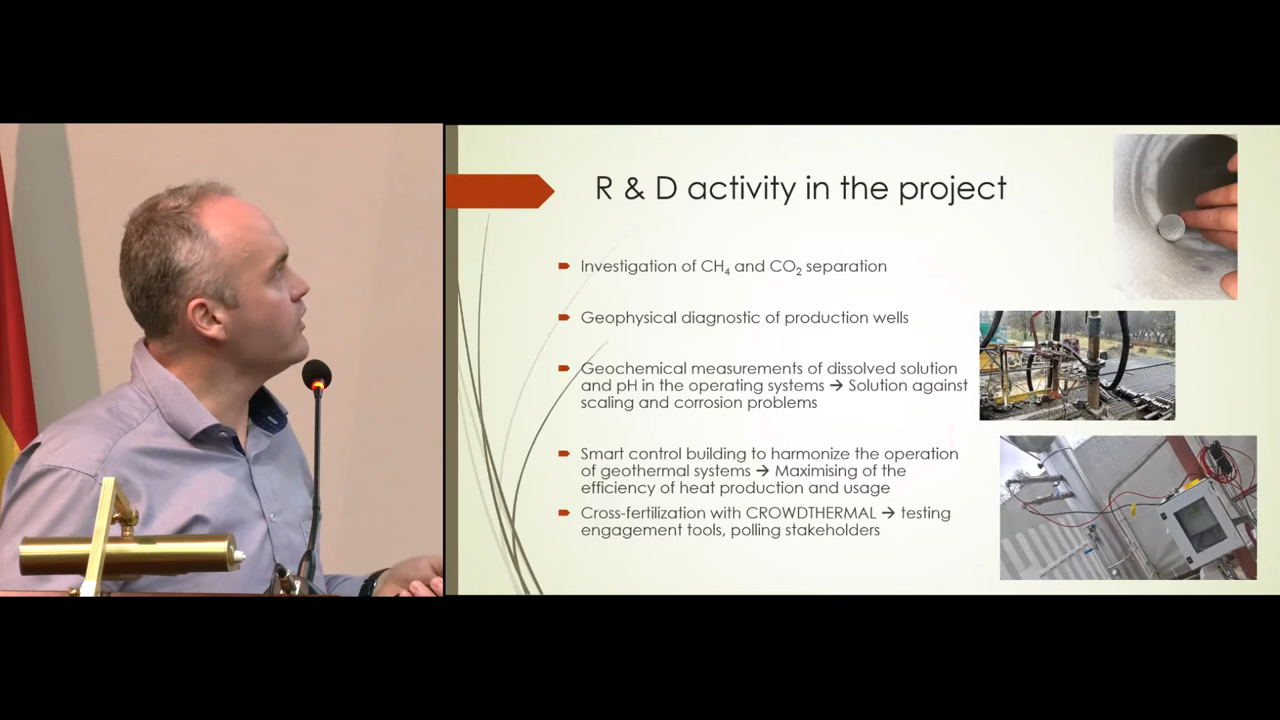 R & D activity in the project
Investigation of CH₄ and CO₂ separation
Geophysical diagnostic of production wells
Geochemical measurements of dissolved solution
and pH in the operating systems → Solution against
scaling and corrosion problems
Smart control building to harmonize the operation
of geothermal systems → Maximising of the
efficiency of heat production and usage
Cross-fertilization with CROWDTHERMAL → testing
engagement tools, polling stakeholders